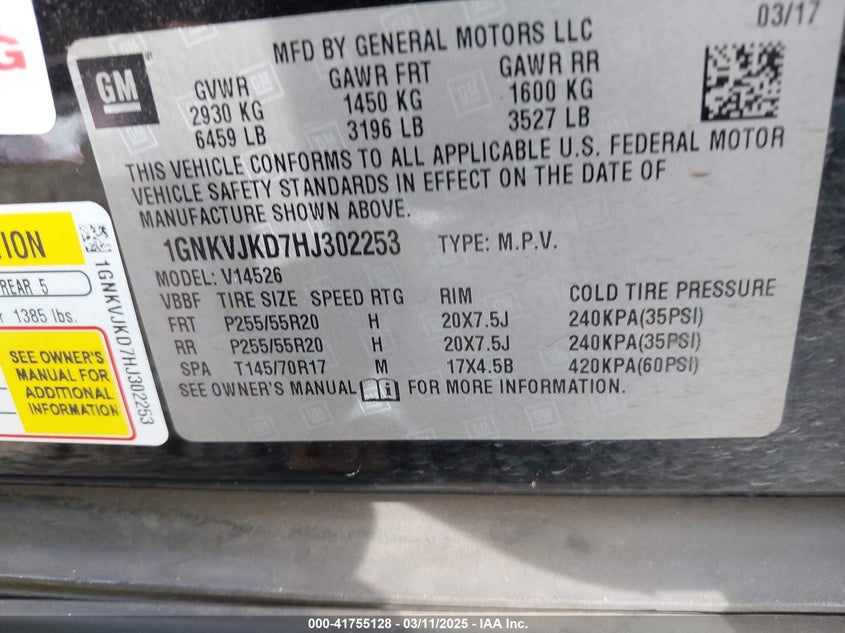 G
03/17
MFD BY GENERAL MOTORS LLC
GM
GVWR GAWR FRT GAWR RR
2930 KG 1450 KG 1600 KG
6459 LB 3196 LB 3527 LB
THIS VEHICLE CONFORMS TO ALL APPLICABLE U.S. FEDERAL MOTOR
VEHICLE SAFETY STANDARDS IN EFFECT ON THE DATE OF
MANUFACTURE SHOWN ABOVE.
1GNKVJKD7HJ302253 TYPE: M.P.V.
MODEL: V14526
VBBF TIRE SIZE SPEED RTG RIM COLD TIRE PRESSURE
FRT P255/55R20 H 20X7.5J 240KPA(35PSI)
RR P255/55R20 H 20X7.5J 240KPA(35PSI)
SPA T145/70R17 M 17X4.5B 420KPA(60PSI)
SEE OWNER'S MANUAL i FOR MORE INFORMATION.
TION
REAR 5
r 1385 lbs.
SEE OWNER'S
MANUAL FOR
ADDITIONAL
INFORMATION
1GNKVJKD7HJ302253
000-41755128 - 03/11/2025 - IAA Inc.